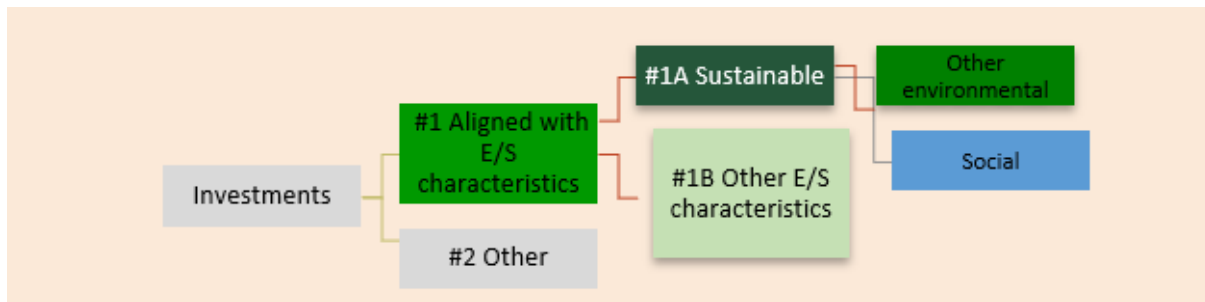 Investments
#1 Aligned with
E/S
characteristics
#2 Other
#1A Sustainable
#1B Other E/S
characteristics
Other
environmental
Social